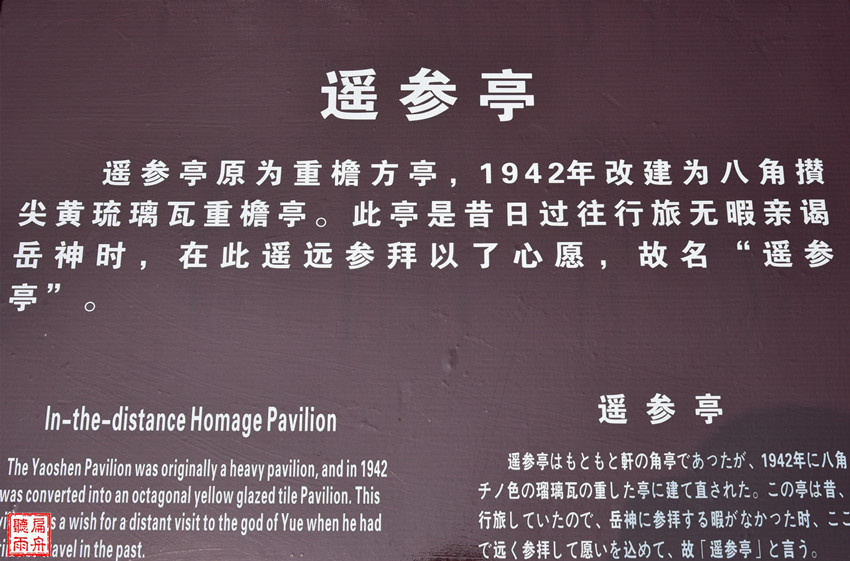 遥参亭
遥参亭原为重檐方亭，1942年改建为八角攒
尖黄琉璃瓦重檐亭。此亭是昔日过往行旅无暇亲谒
岳神时，在此遥远参拜以了心愿，故名“遥参
亭”。
In-the-distance Homage Pavilion
The Yaoshen Pavilion was originally a heavy pavilion, and in 1942
was converted into an octagonal yellow glazed tile Pavilion. This
s a wish for a distant visit to the god of Yue when he had
avel in the past.
遥参亭
遥参亭はもともと軒の角亭であつたが、1942年に八角
チノ色の瑠璃瓦の重した亭に建て直された。この亭は昔、
行旅していたので、岳神に参拝する暇がなかった時、ここ
で远く参拝して愿いを込めて、故「遥参亭」と言う。
扁舟
聽雨